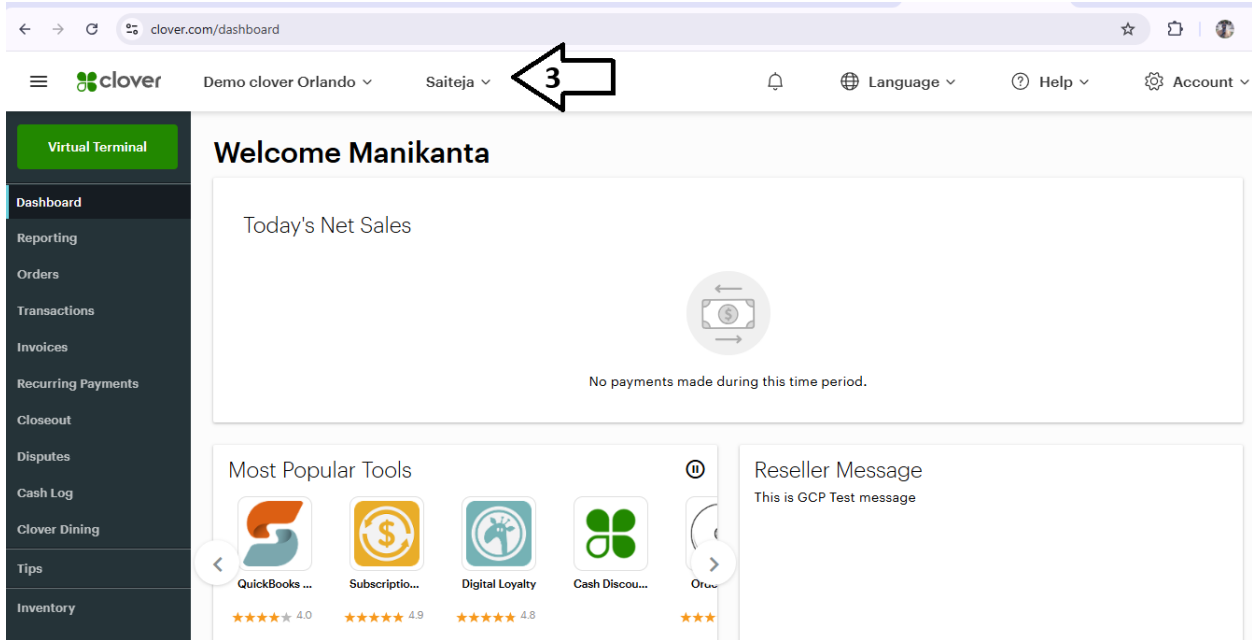 clover.com/dashboard
clover
Demo clover Orlando
Saiteja
3
Language
Help
Account
Virtual Terminal
Dashboard
Reporting
Orders
Transactions
Invoices
Recurring Payments
Closeout
Disputes
Cash Log
Clover Dining
Tips
Inventory
Welcome Manikanta
Today's Net Sales
$
No payments made during this time period.
Most Popular Tools
$
QuickBooks ...
Subscriptio...
Digital Loyalty
Cash Discou...
4.0
4.9
4.8
Reseller Message
This is GCP Test message